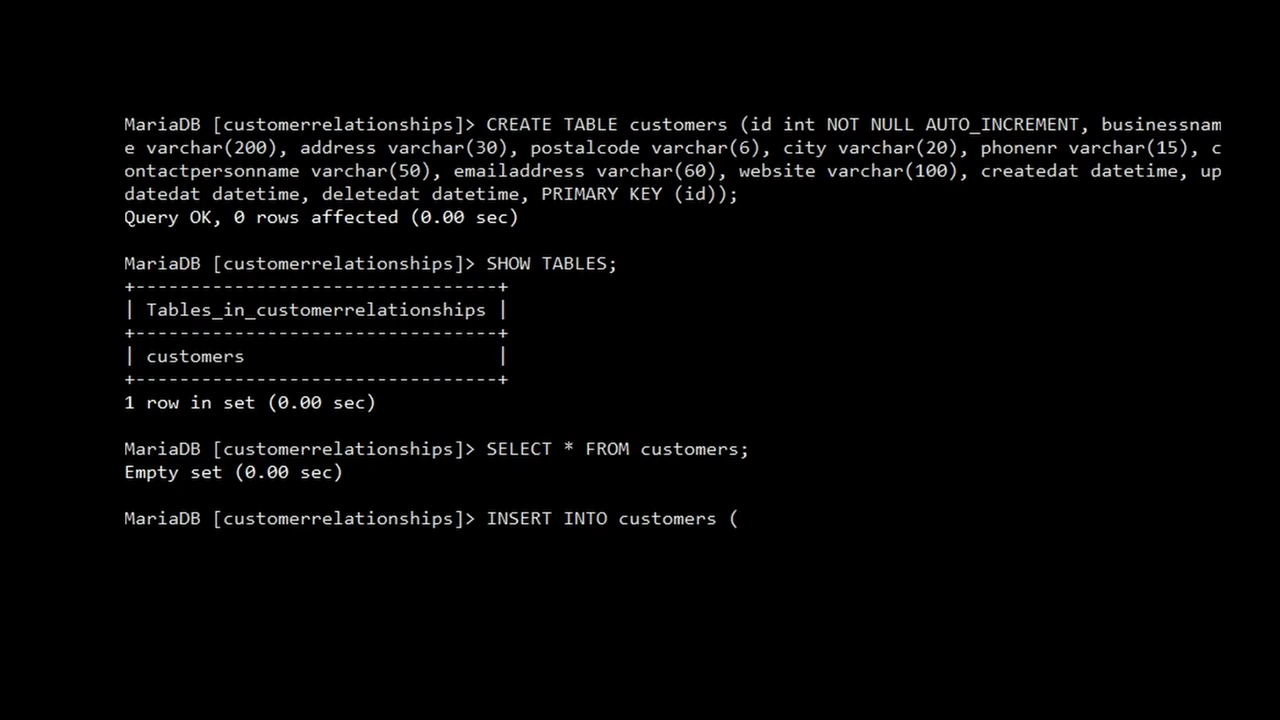 MariaDB [customerrelationships]> CREATE TABLE customers (id int NOT NULL AUTO_INCREMENT, businessnam
e varchar(200), address varchar(30), postalcode varchar(6), city varchar(20), phonenr varchar(15), c
ontactpersonname varchar(50), emailaddress varchar(60), website varchar(100), createdat datetime, up
datedat datetime, deletedat datetime, PRIMARY KEY (id));
Query OK, 0 rows affected (0.00 sec)
MariaDB [customerrelationships]> SHOW TABLES;
+---------------------------------+
| Tables_in_customerrelationships |
+---------------------------------+
| customers                       |
+---------------------------------+
1 row in set (0.00 sec)
MariaDB [customerrelationships]> SELECT * FROM customers;
Empty set (0.00 sec)
MariaDB [customerrelationships]> INSERT INTO customers (